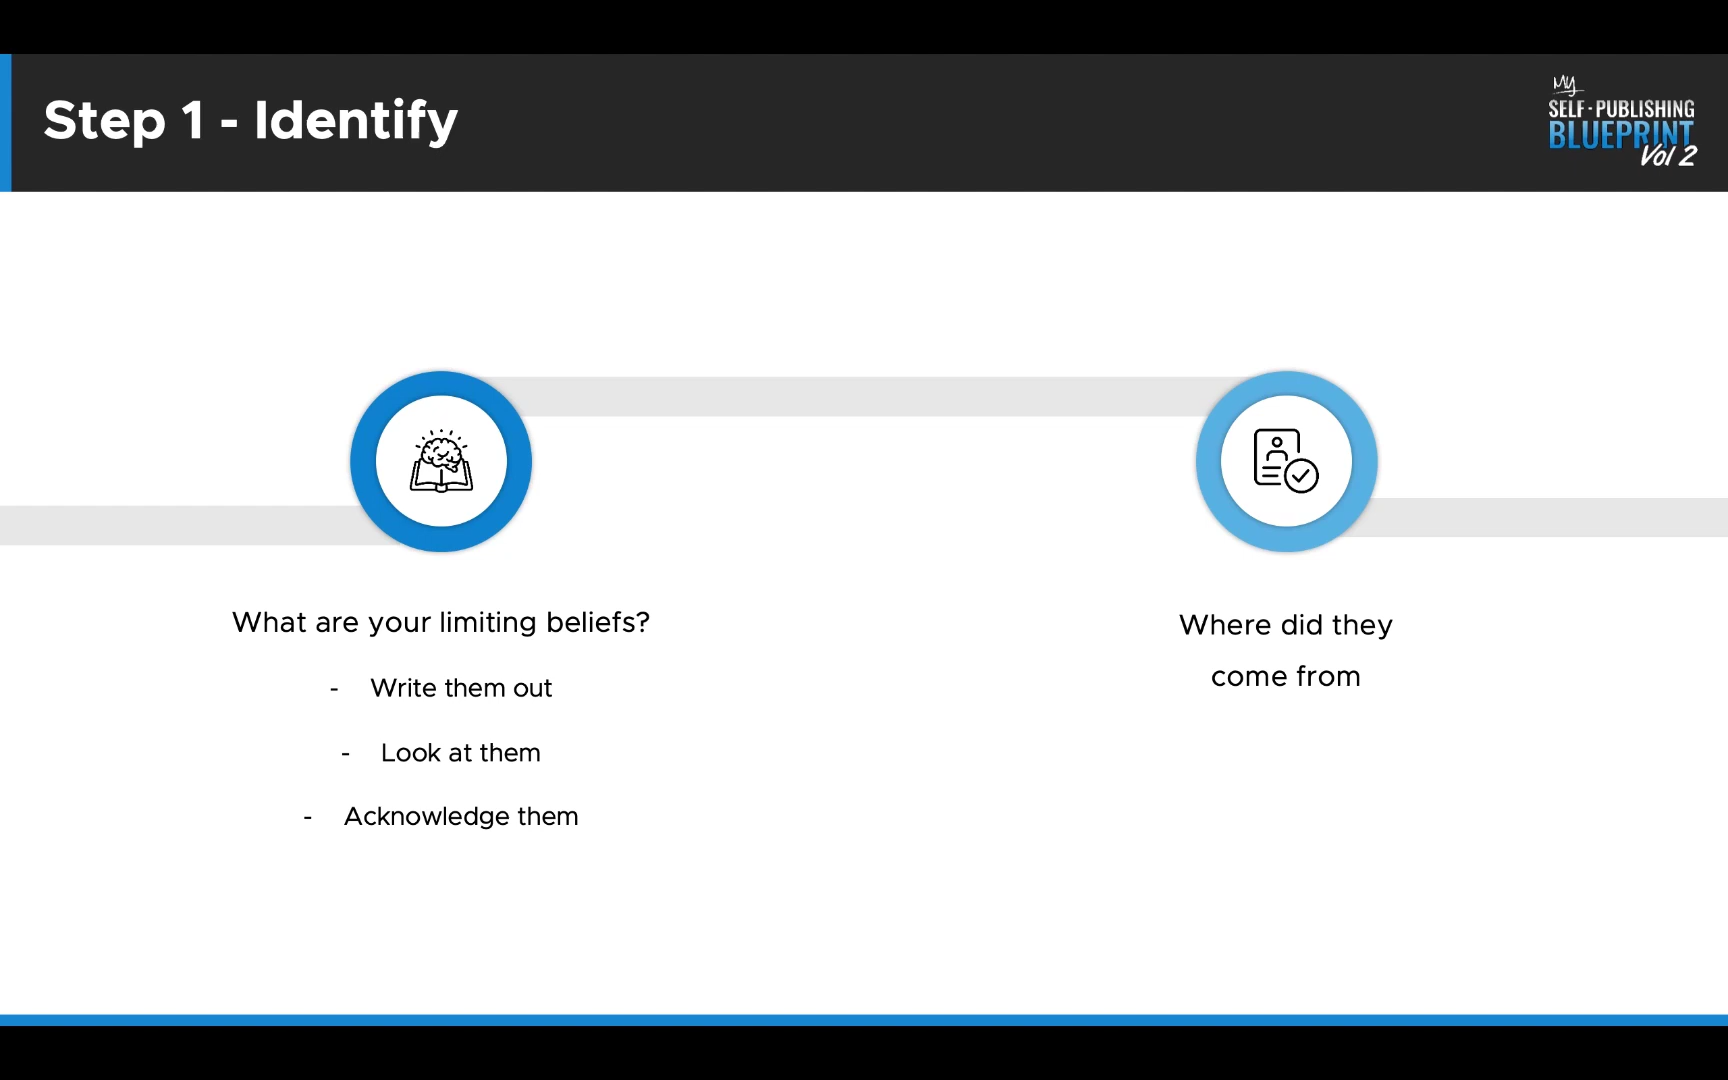 Step 1 - Identify
My
SELF-PUBLISHING
BLUEPRINT
Vol 2
What are your limiting beliefs?
- Write them out
- Look at them
- Acknowledge them
Where did they
come from